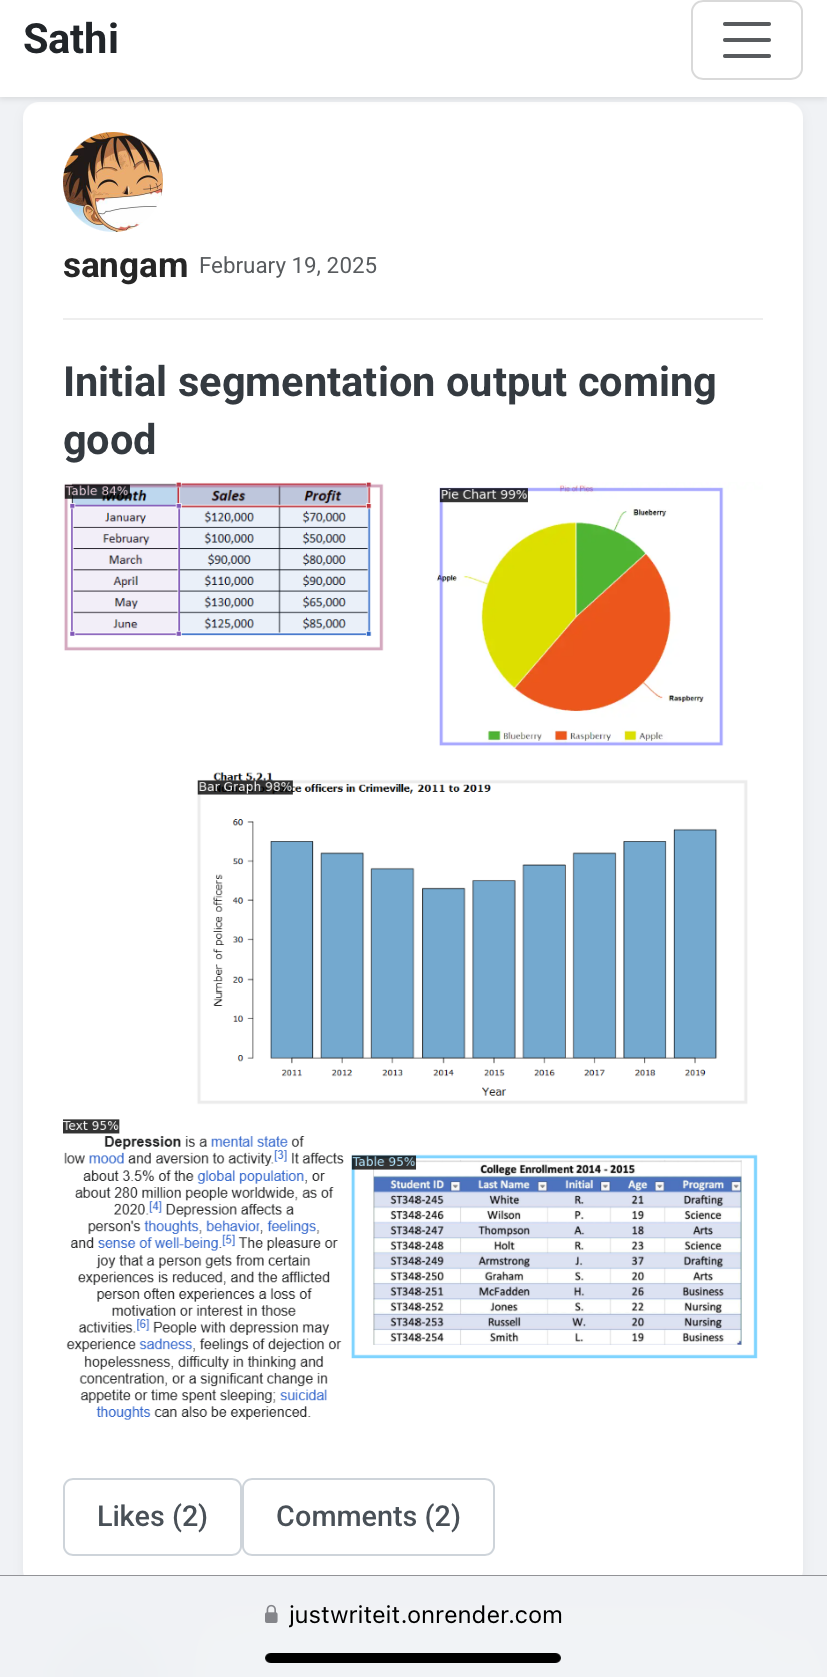 Sathi
sangam February 19, 2025
Initial segmentation output coming
good
Table 84% nth Sales Profit
January $120,000 $70,000
February $100,000 $50,000
March $90,000 $80,000
April $110,000 $90,000
May $130,000 $65,000
June $125,000 $85,000
Pie of Pies
Pie Chart 99%
Blueberry
Apple
Raspberry
Blueberry Raspberry Apple
Chart 5.2.1
Bar Graph 98% officers in Crimeville, 2011 to 2019
60
50
40
30
20
10
0
Number of police officers
2011 2012 2013 2014 2015 2016 2017 2018 2019
Year
Text 95%
Depression is a mental state of
low mood and aversion to activity.[3] It affects
about 3.5% of the global population, or
about 280 million people worldwide, as of
2020.[4] Depression affects a
person's thoughts, behavior, feelings,
and sense of well-being.[5] The pleasure or
joy that a person gets from certain
experiences is reduced, and the afflicted
person often experiences a loss of
motivation or interest in those
activities.[6] People with depression may
experience sadness, feelings of dejection or
hopelessness, difficulty in thinking and
concentration, or a significant change in
appetite or time spent sleeping; suicidal
thoughts can also be experienced.
Table 95%
College Enrollment 2014 - 2015
Student ID Last Name Initial Age Program
ST348-245 White R. 21 Drafting
ST348-246 Wilson P. 19 Science
ST348-247 Thompson A. 18 Arts
ST348-248 Holt R. 23 Science
ST348-249 Armstrong J. 37 Drafting
ST348-250 Graham S. 20 Arts
ST348-251 McFadden H. 26 Business
ST348-252 Jones S. 22 Nursing
ST348-253 Russell W. 20 Nursing
ST348-254 Smith L. 19 Business
Likes (2) Comments (2)
justwriteit.onrender.com